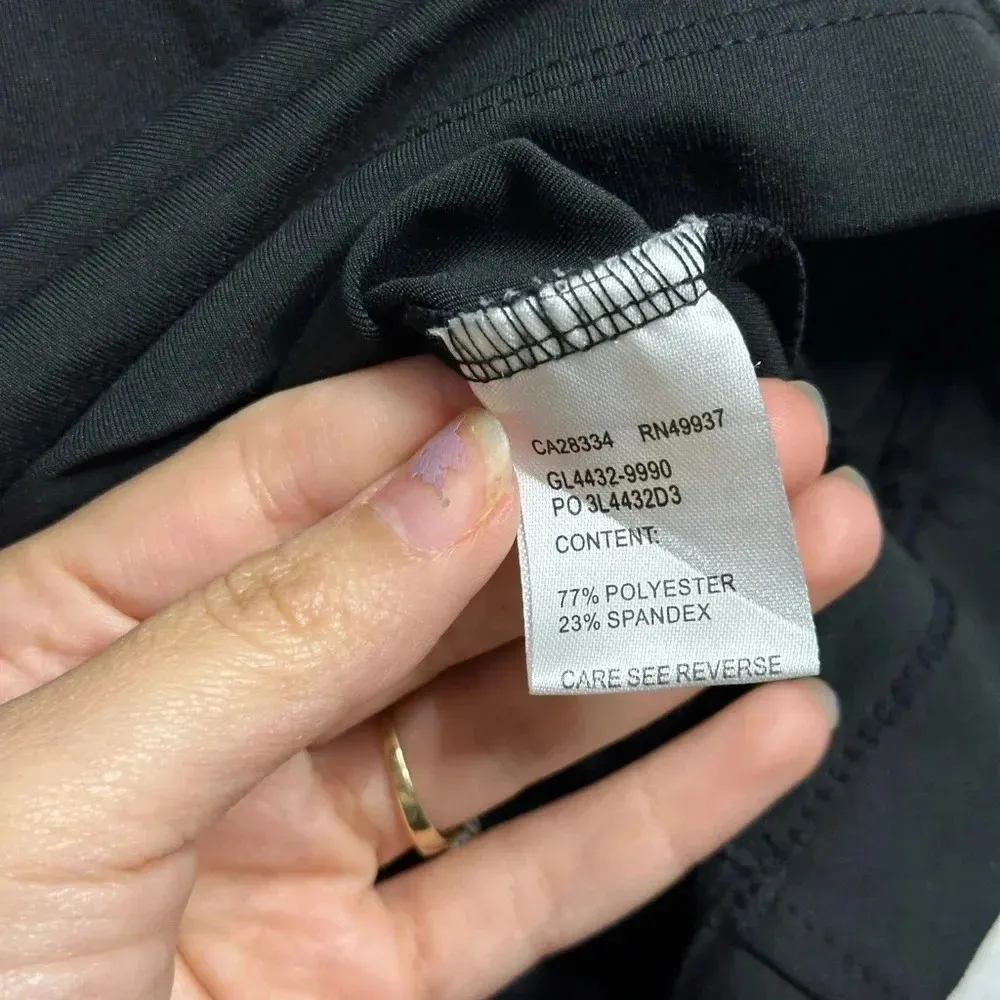 CA28334 RN49937
GL4432-9990
PO 3L4432D3
CONTENT:
77% POLYESTER
23% SPANDEX
CARE SEE REVERSE